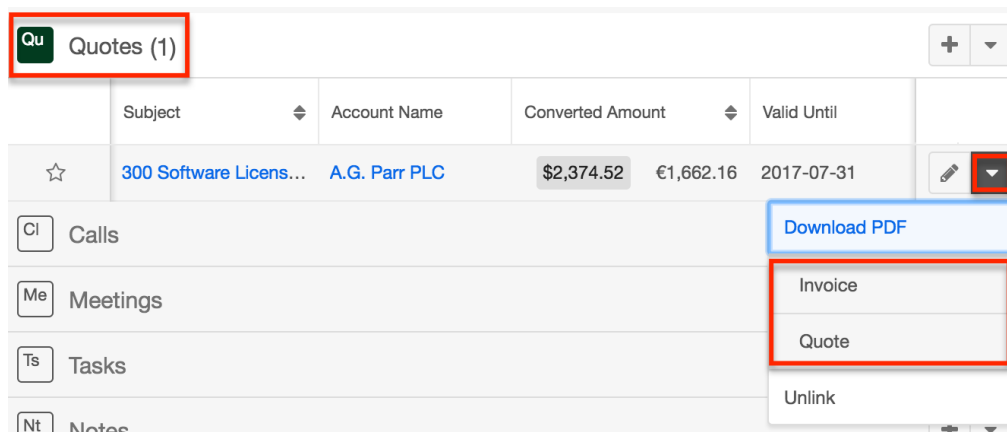 Qu Quotes (1)
Subject Account Name Converted Amount Valid Until
300 Software Licens... A.G. Parr PLC $2,374.52 €1,662.16 2017-07-31
Download PDF
Cl Calls
Invoice
Me Meetings
Quote
Ts Tasks
Unlink
Nt Notes